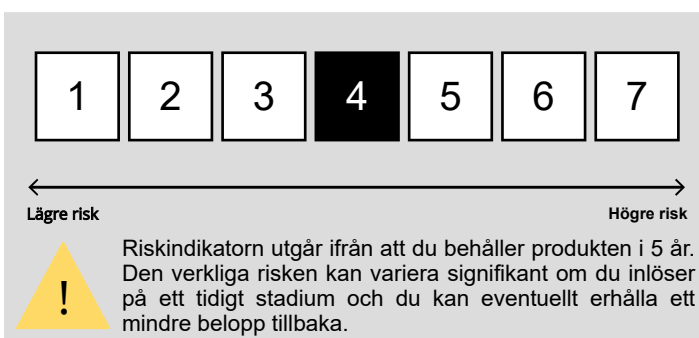 1 2 3 4 5 6 7
Lägre risk Högre risk
Riskindikatorn utgår ifrån att du behåller produkten i 5 år.
Den verkliga risken kan variera signifikant om du inlöser
på ett tidigt stadium och du kan eventuellt erhålla ett
mindre belopp tillbaka.
!